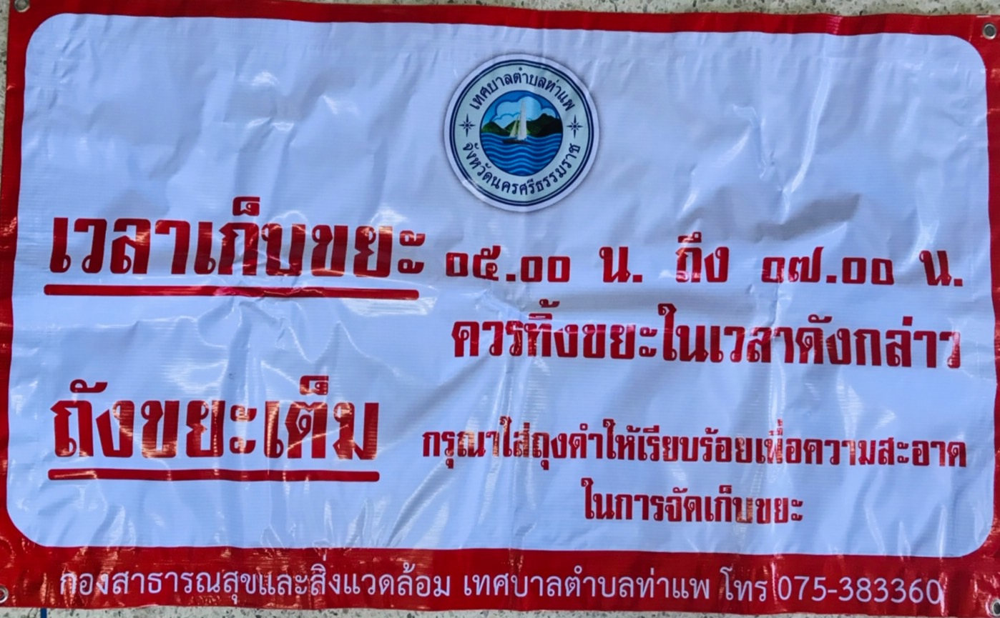 เทศบาลตำบลท่าแพ
จังหวัดนครศรีธรรมราช
เวลาเก็บขยะ ๐๕.๐๐ น. ถึง ๐๗.๐๐ น.
ควรทิ้งขยะในเวลาดังกล่าว
ถังขยะเต็ม กรุณาใส่ถุงดำให้เรียบร้อยเพื่อความสะอาด
ในการจัดเก็บขยะ
กองสาธารณสุขและสิ่งแวดล้อม เทศบาลตำบลท่าแพ โทร 075-383360